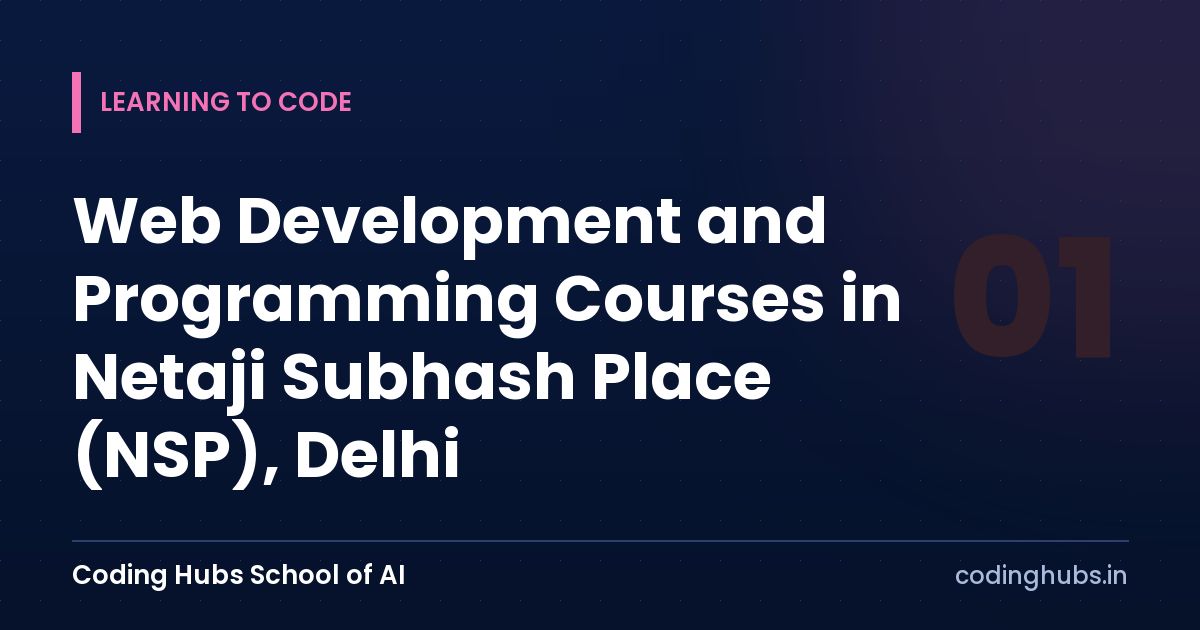 LEARNING TO CODE
Web Development and
Programming Courses in
Netaji Subhash Place
(NSP), Delhi
01
Coding Hubs School of AI
codinghubs.in